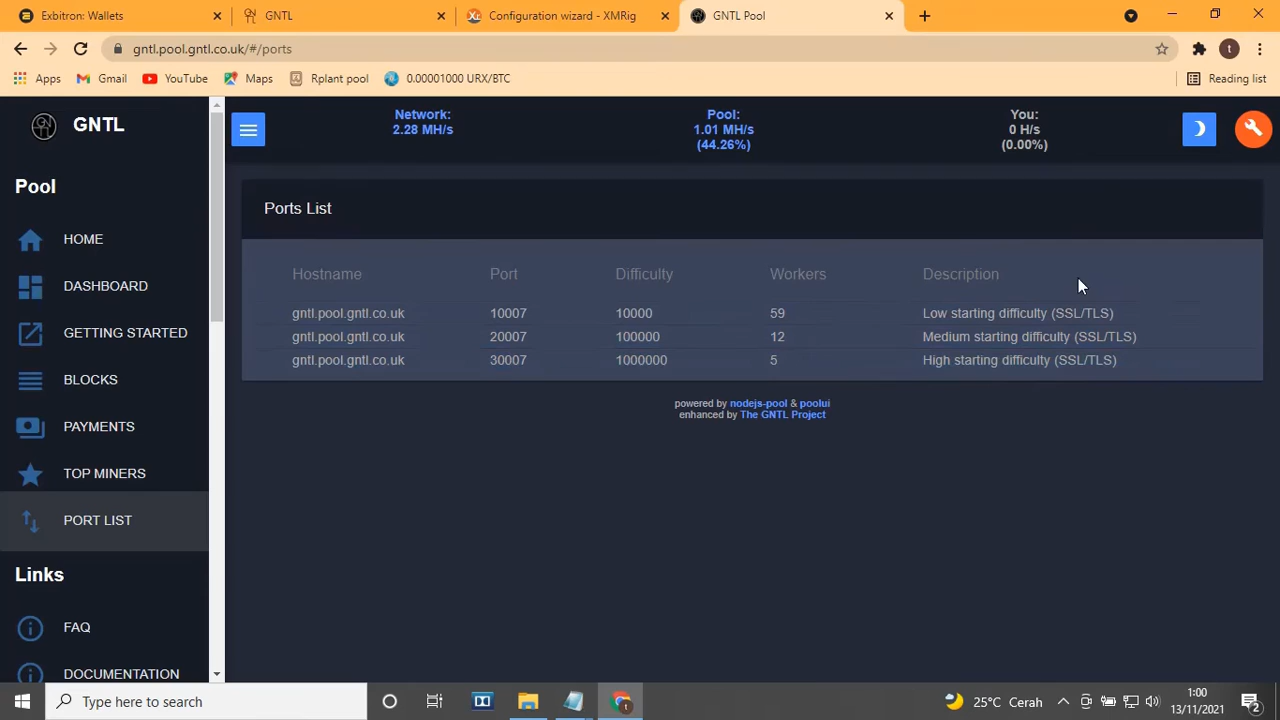 Exbitron: Wallets
GNTL
Configuration wizard - XMRig
GNTL Pool
gntl.pool.gntl.co.uk/#/ports
t
Apps
Gmail
YouTube
Maps
Rplant pool
0.00001000 URX/BTC
Reading list
GNTL
Network:
2.28 MH/s
Pool:
1.01 MH/s
(44.26%)
You:
0 H/s
(0.00%)
Pool
HOME
DASHBOARD
GETTING STARTED
BLOCKS
PAYMENTS
TOP MINERS
PORT LIST
Links
FAQ
DOCUMENTATION
Ports List
Hostname Port Difficulty Workers Description
gntl.pool.gntl.co.uk 10007 10000 59 Low starting difficulty (SSL/TLS)
gntl.pool.gntl.co.uk 20007 100000 12 Medium starting difficulty (SSL/TLS)
gntl.pool.gntl.co.uk 30007 1000000 5 High starting difficulty (SSL/TLS)
powered by nodejs-pool & poolui
enhanced by The GNTL Project
Type here to search
25°C Cerah
1:00
13/11/2021
2